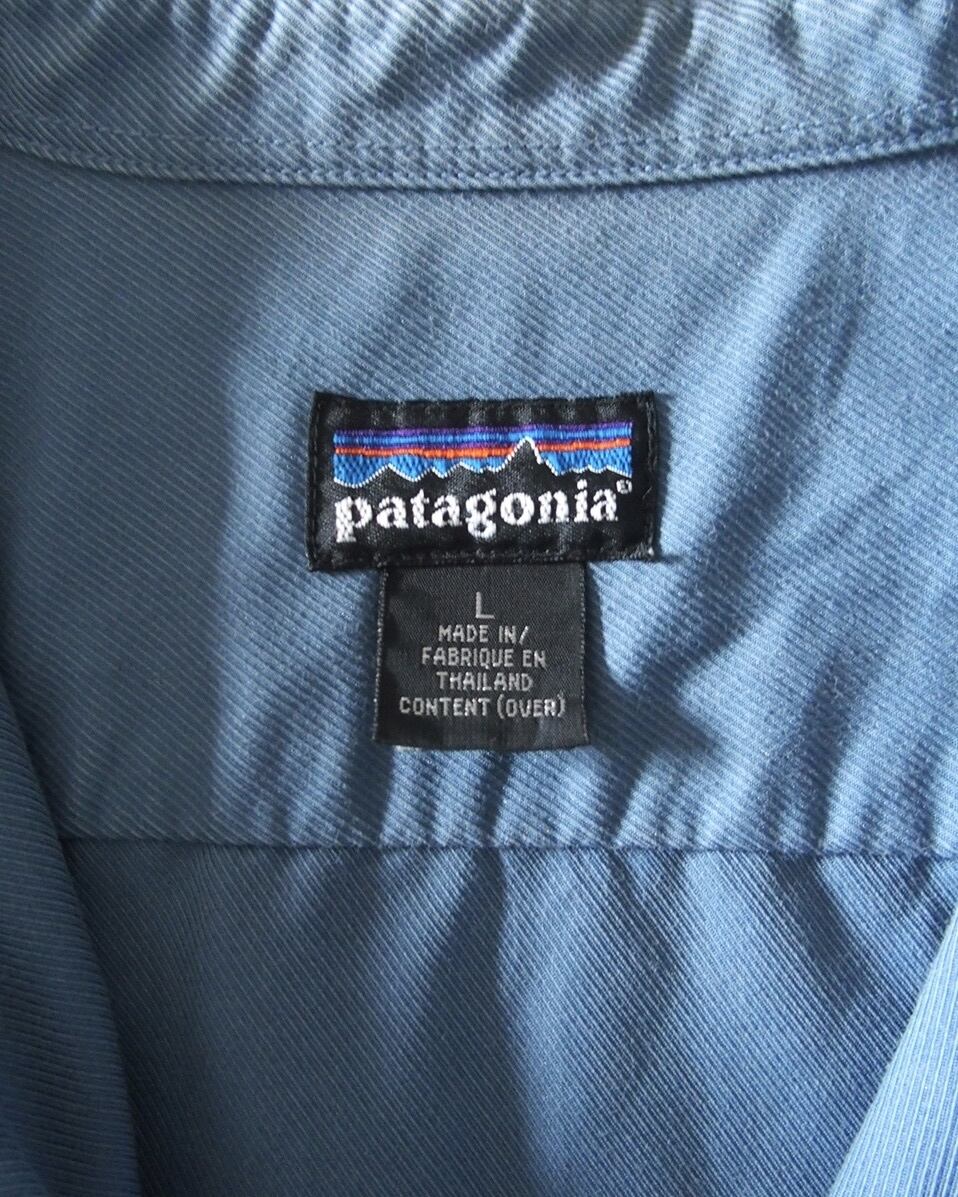 patagonia®
L
MADE IN/
FABRIQUE EN
THAILAND
CONTENT (OVER)